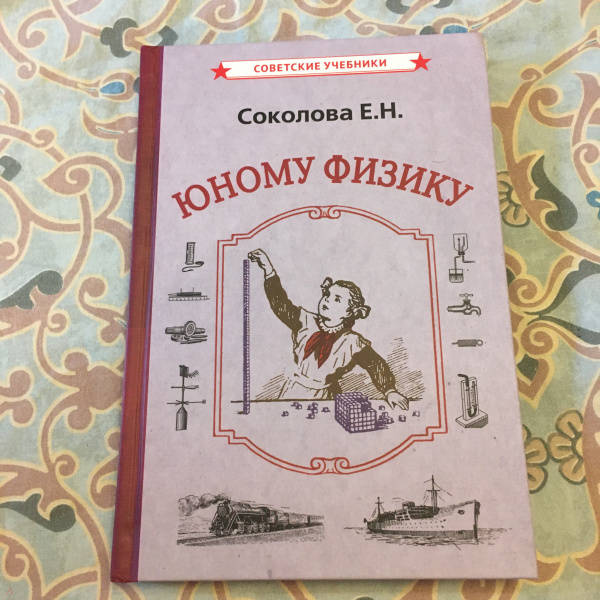 СОВЕТСКИЕ УЧЕБНИКИ
Соколова Е.Н.
ЮНОМУ ФИЗИКУ